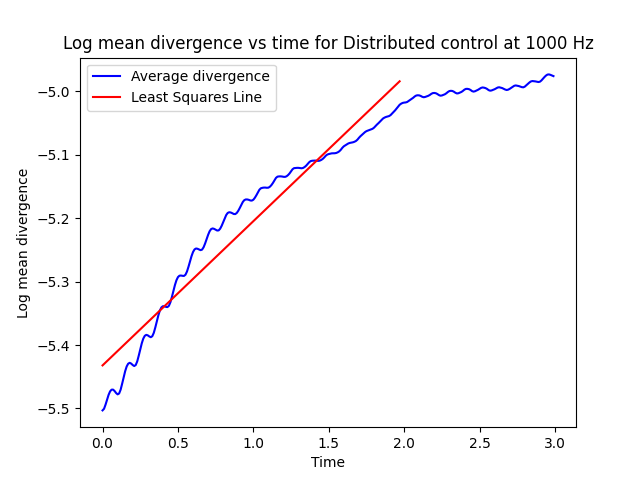 Log mean divergence vs time for Distributed control at 1000 Hz
Average divergence
Least Squares Line
Log mean divergence
−5.0
−5.1
−5.2
−5.3
−5.4
−5.5
0.0 0.5 1.0 1.5 2.0 2.5 3.0
Time